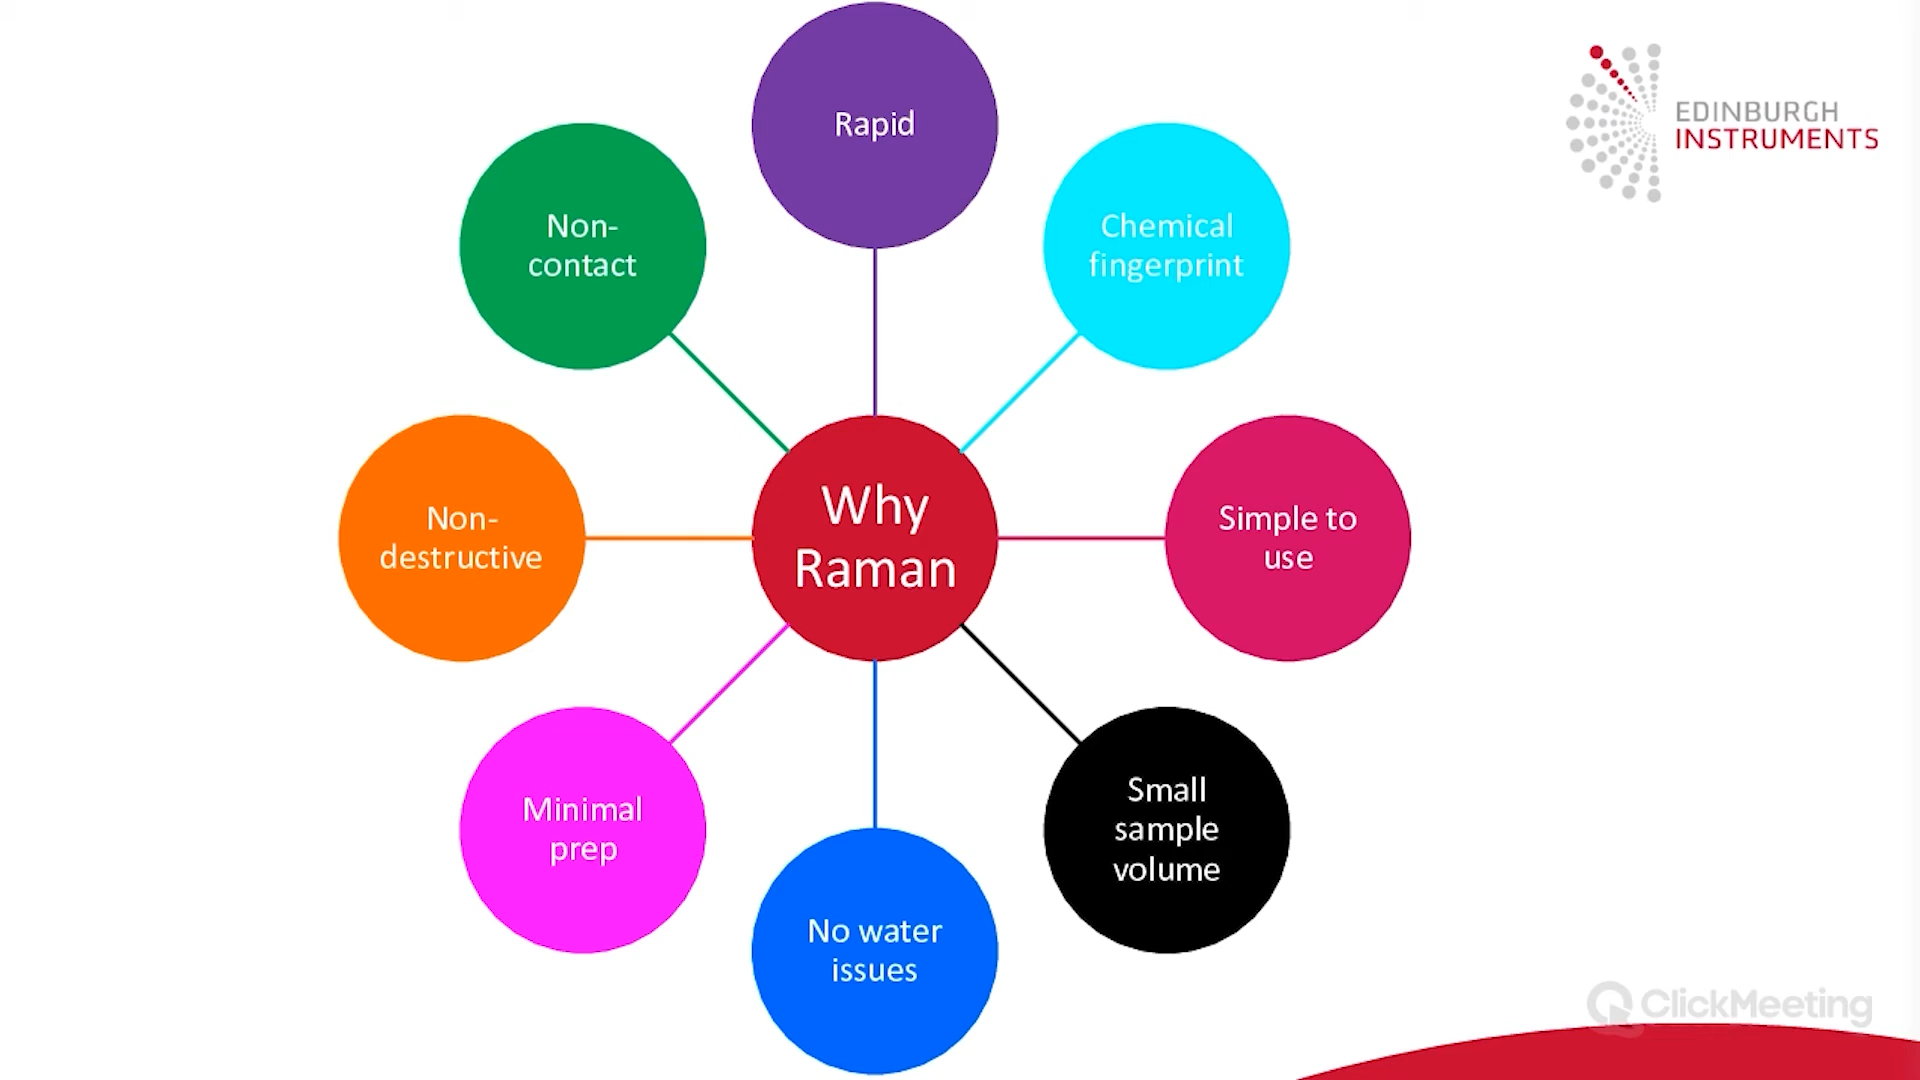 Rapid
Chemical
fingerprint
Simple to
use
Small
sample
volume
No water
issues
Minimal
prep
Non-
destructive
Non-
contact
Why
Raman
EDINBURGH
INSTRUMENTS
ClickMeeting